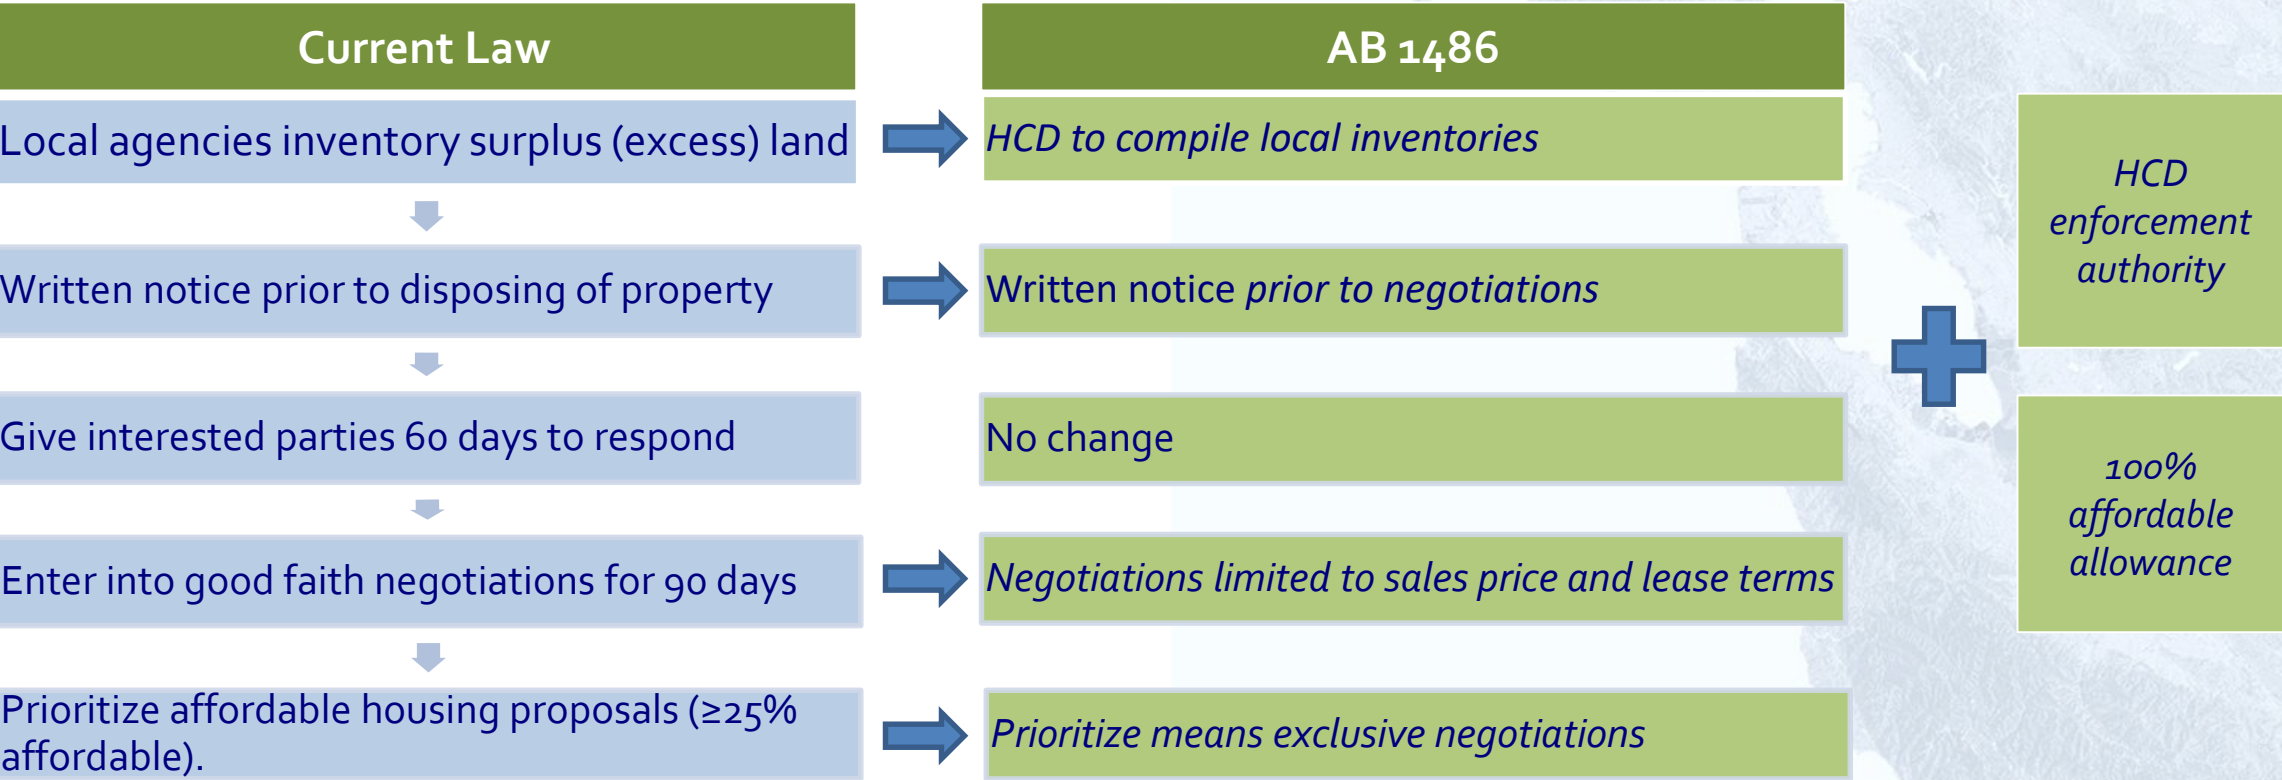 Current Law
AB 1486
Local agencies inventory surplus (excess) land
HCD to compile local inventories
Written notice prior to disposing of property
Written notice prior to negotiations
Give interested parties 60 days to respond
No change
Enter into good faith negotiations for 90 days
Negotiations limited to sales price and lease terms
Prioritize affordable housing proposals (≥25%
affordable).
Prioritize means exclusive negotiations
HCD
enforcement
authority
100%
affordable
allowance